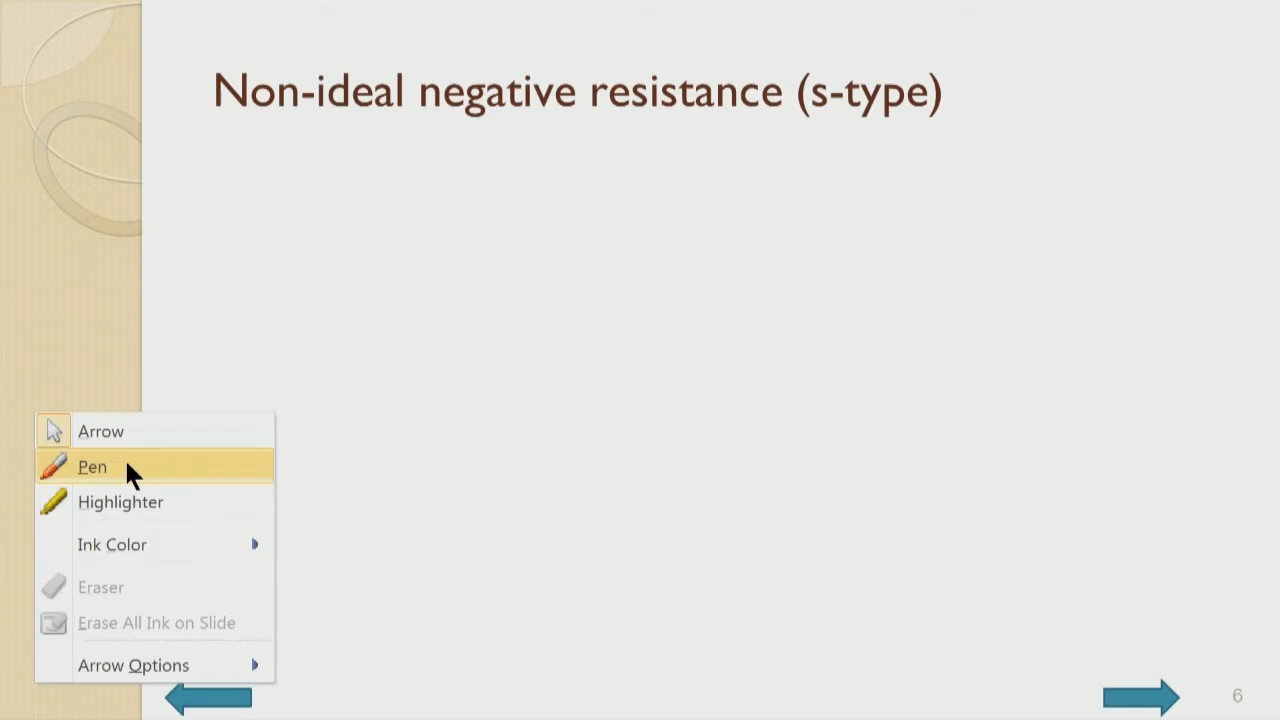 Non-ideal negative resistance (s-type)
Arrow
Pen
Highlighter
Ink Color
Eraser
Erase All Ink on Slide
Arrow Options
6